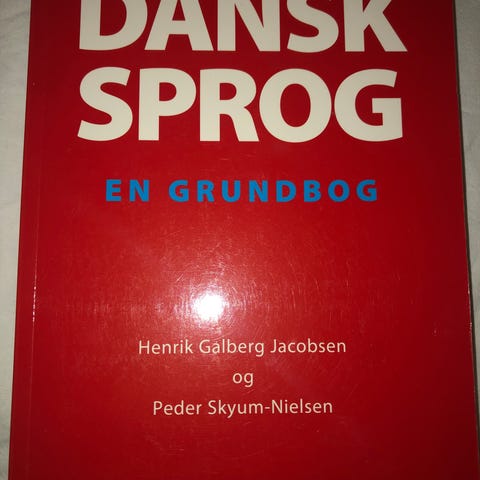 DANSK
SPROG
EN GRUNDBOG
Henrik Galberg Jacobsen
og
Peder Skyum-Nielsen